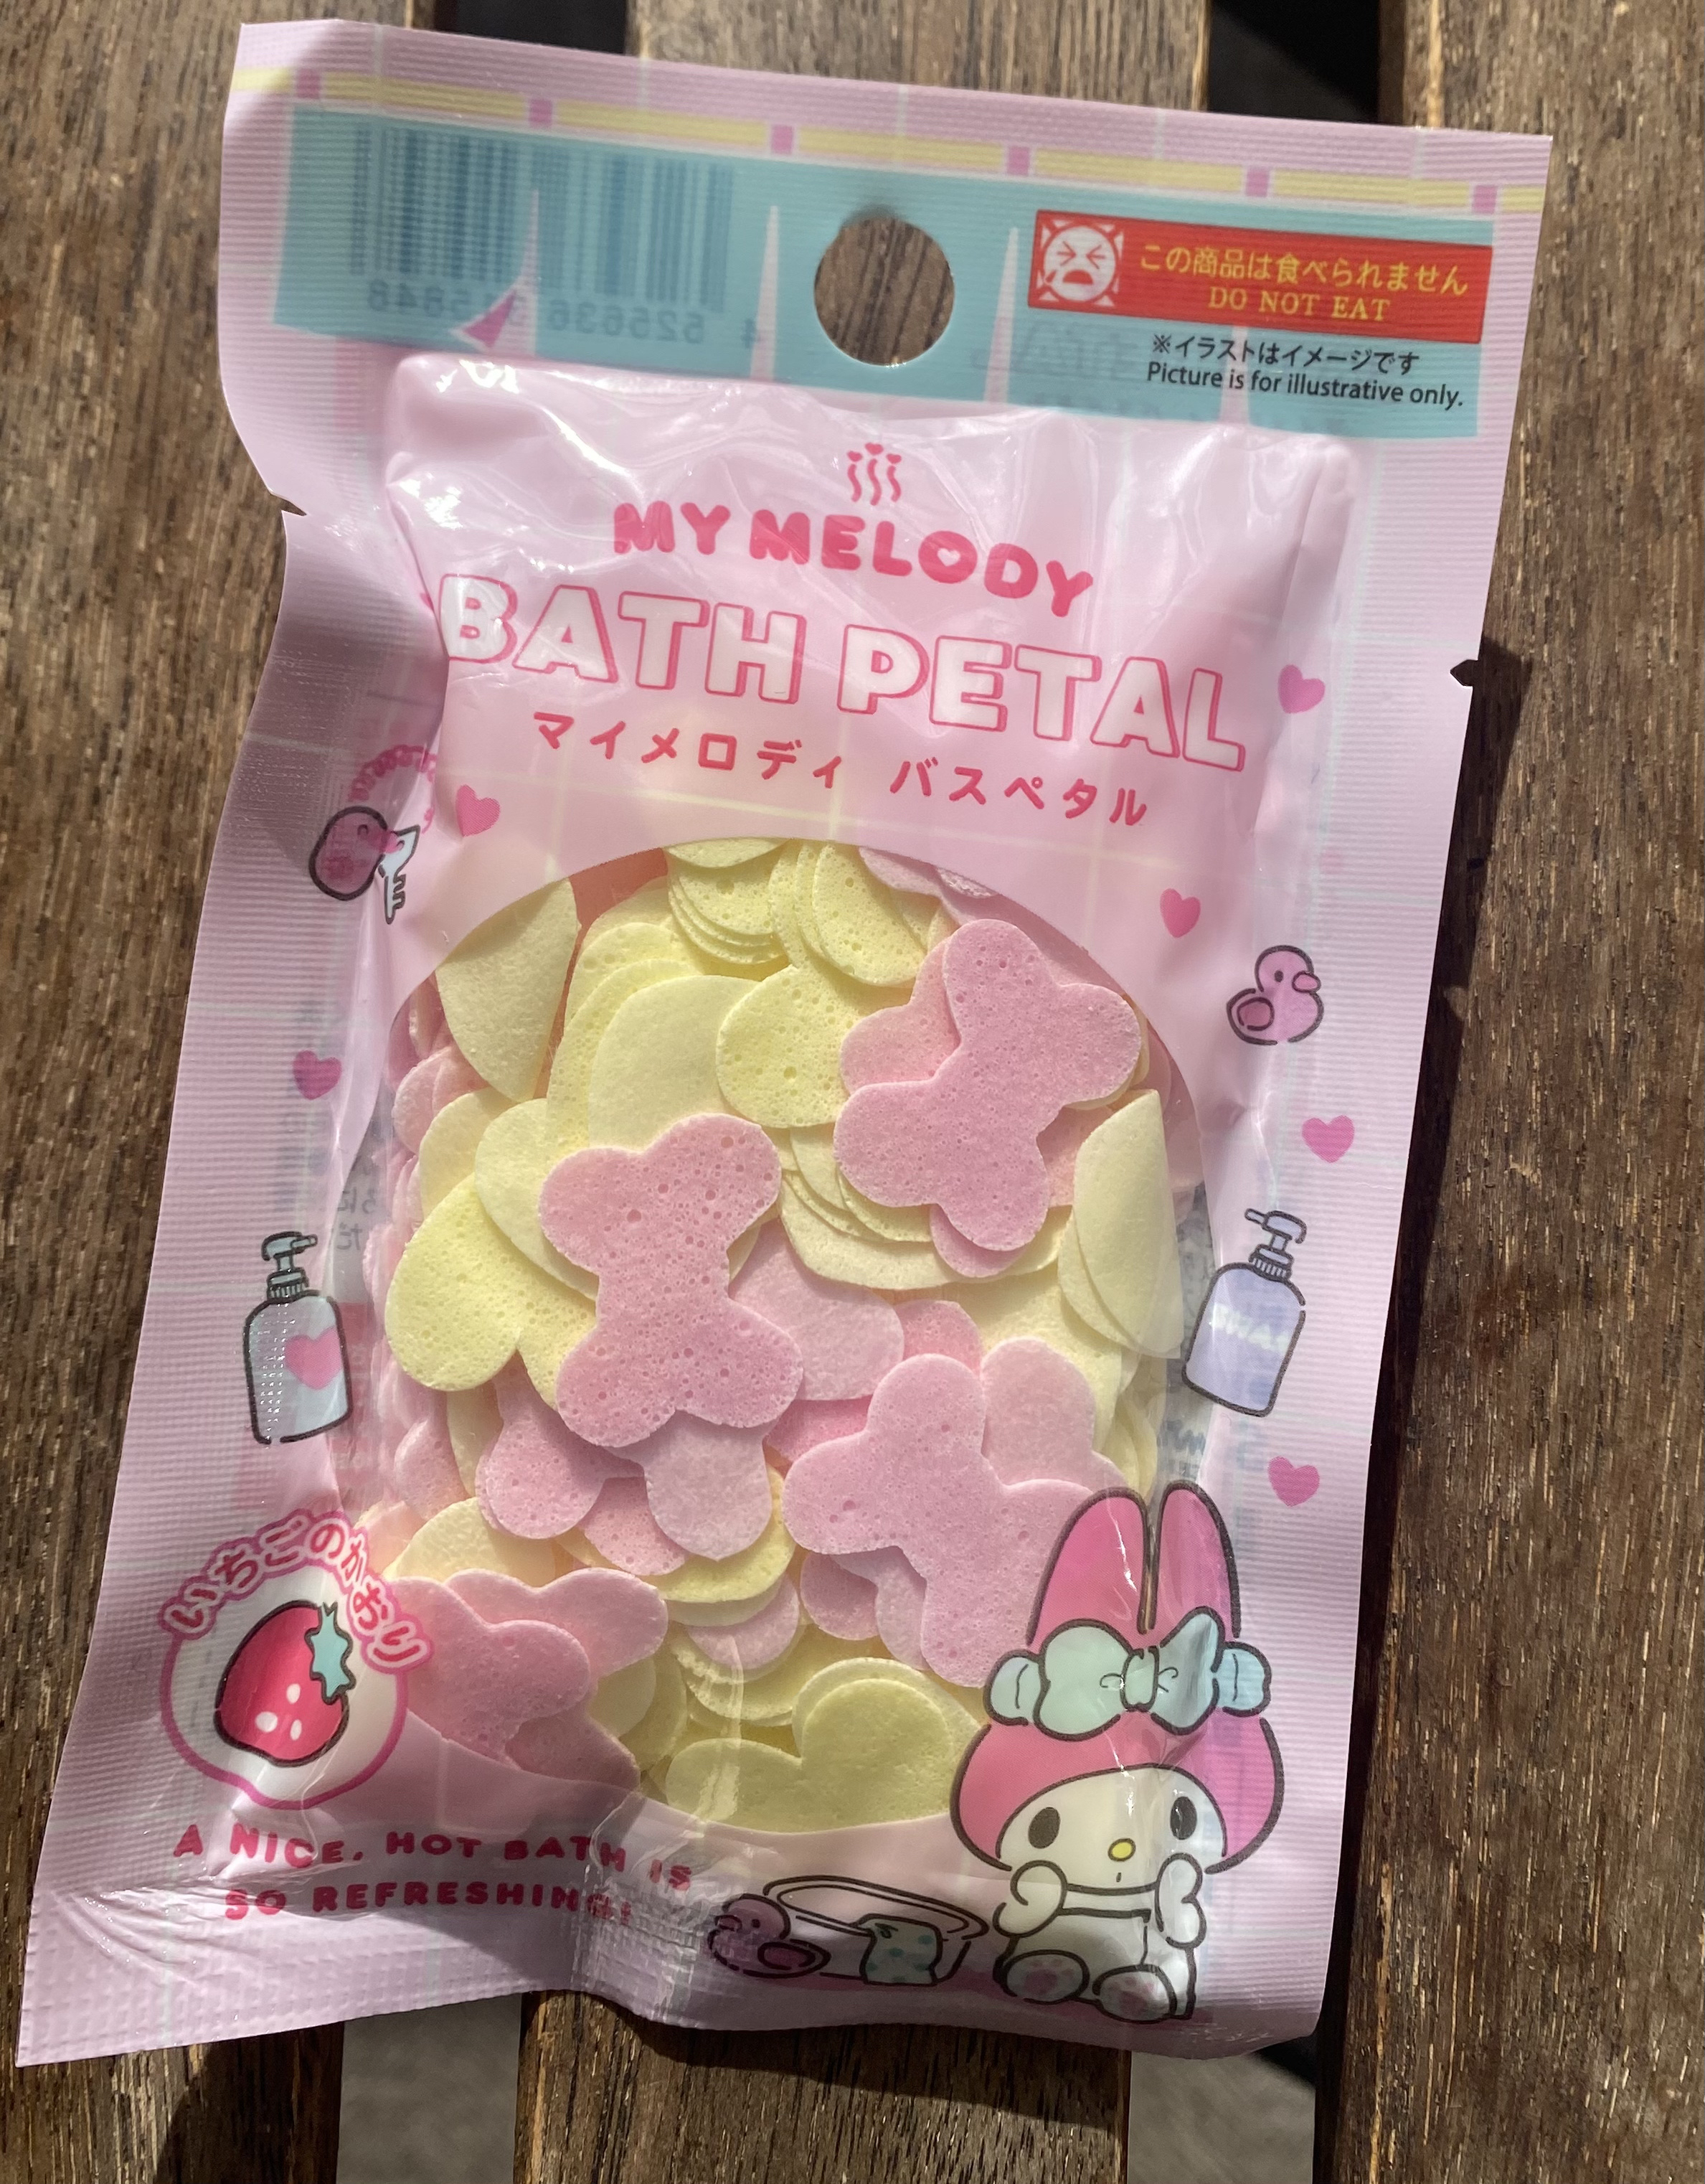 この商品は食べられません
DO NOT EAT
※イラストはイメージです
Picture is for illustrative only.
MY MELODY
BATH PETAL
マイメロディ バスペタル
いちごのかおり
A NICE, HOT BATH IS
SO REFRESHING!